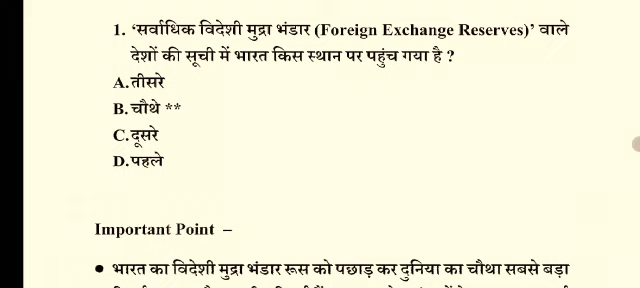 1. ‘सर्वाधिक विदेशी मुद्रा भंडार (Foreign Exchange Reserves)’ वाले
देशों की सूची में भारत किस स्थान पर पहुंच गया है ?
A. तीसरे
B. चौथे **
C. दूसरे
D. पहले
Important Point –
● भारत का विदेशी मुद्रा भंडार रूस को पछाड़ कर दुनिया का चौथा सबसे बड़ा